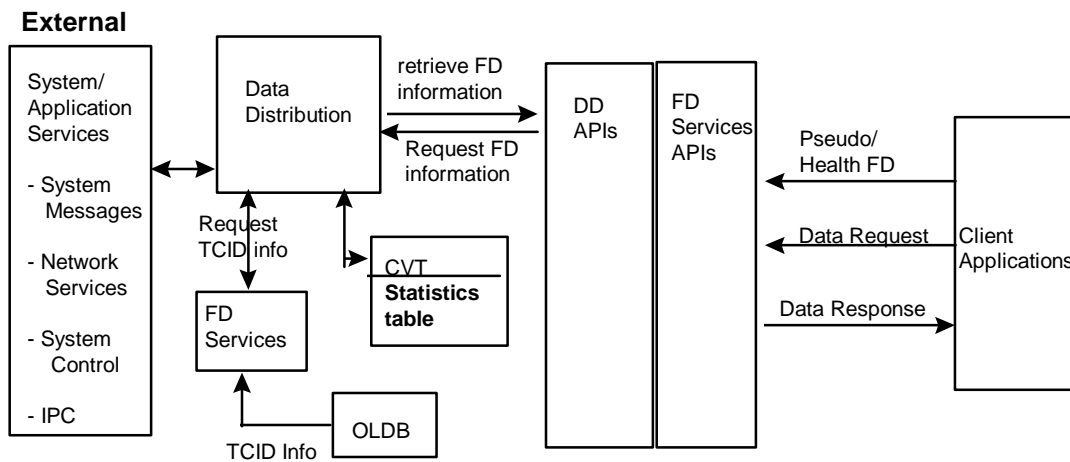 External
System/
Application
Services
- System
Messages
- Network
Services
- System
Control
- IPC
Data
Distribution
retrieve FD
information
Request FD
information
Request
TCID info
CVT
Statistics
table
FD
Services
OLDB
TCID Info
DD
APIs
FD
Services
APIs
Pseudo/
Health FD
Data Request
Data Response
Client
Applications